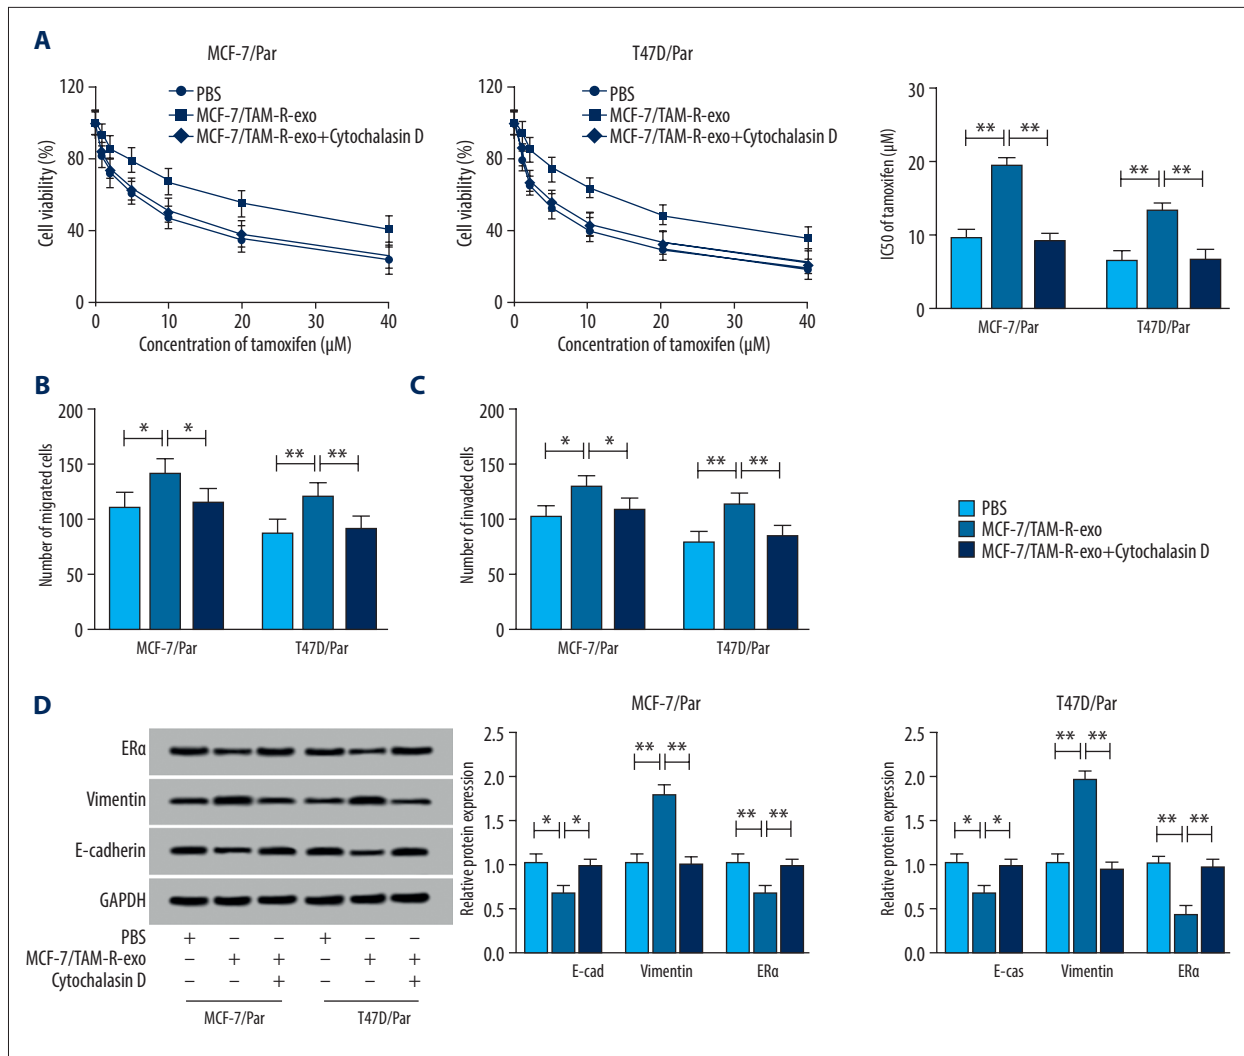 A
MCF-7/Par
120
80
40
0
Cell viability (%)
PBS
MCF-7/TAM-R-exo
MCF-7/TAM-R-exo+Cytochalasin D
0 10 20 30 40
Concentration of tamoxifen (µM)
T47D/Par
120
80
40
0
Cell viability (%)
PBS
MCF-7/TAM-R-exo
MCF-7/TAM-R-exo+Cytochalasin D
0 10 20 30 40
Concentration of tamoxifen (µM)
30
20
10
0
IC50 of tamoxifen (µM)
** **
** **
MCF-7/Par T47D/Par
B
200
150
100
50
0
Number of migrated cells
* *
** **
MCF-7/Par T47D/Par
C
200
150
100
50
0
Number of invaded cells
* *
** **
MCF-7/Par T47D/Par
PBS
MCF-7/TAM-R-exo
MCF-7/TAM-R-exo+Cytochalasin D
D
ERα
Vimentin
E-cadherin
GAPDH
PBS + – – + – –
MCF-7/TAM-R-exo – + + – + +
Cytochalasin D – – + – – +
MCF-7/Par T47D/Par
MCF-7/Par
2.5
2.0
1.5
1.0
0.5
0.0
Relative protein expression
* *
** **
** **
E-cad Vimentin ERα
T47D/Par
2.5
2.0
1.5
1.0
0.5
0.0
Relative protein expression
* *
** **
** **
E-cas Vimentin ERα